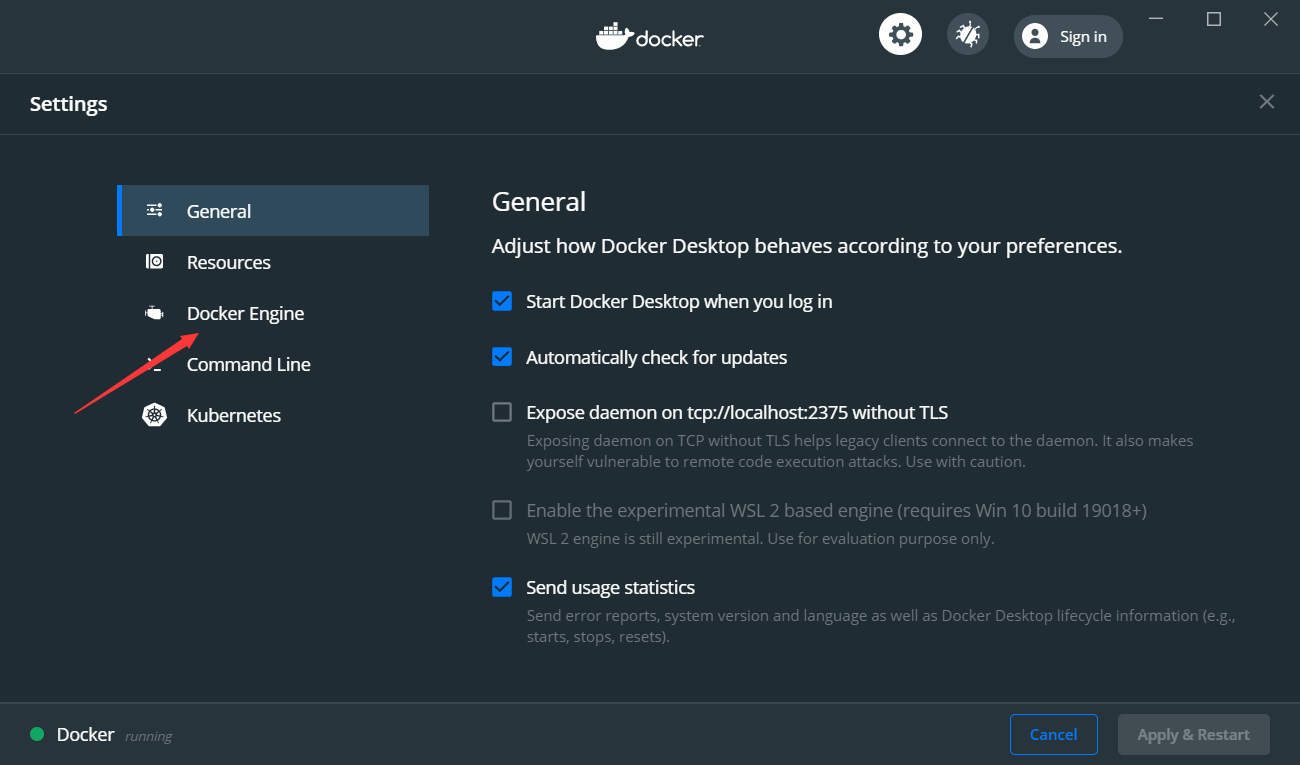 docker
Sign in
Settings
General
Resources
Docker Engine
Command Line
Kubernetes
General
Adjust how Docker Desktop behaves according to your preferences.
Start Docker Desktop when you log in
Automatically check for updates
Expose daemon on tcp://localhost:2375 without TLS
Exposing daemon on TCP without TLS helps legacy clients connect to the daemon. It also makes
yourself vulnerable to remote code execution attacks. Use with caution.
Enable the experimental WSL 2 based engine (requires Win 10 build 19018+)
WSL 2 engine is still experimental. Use for evaluation purpose only.
Send usage statistics
Send error reports, system version and language as well as Docker Desktop lifecycle information (e.g.,
starts, stops, resets).
Docker running
Cancel
Apply & Restart